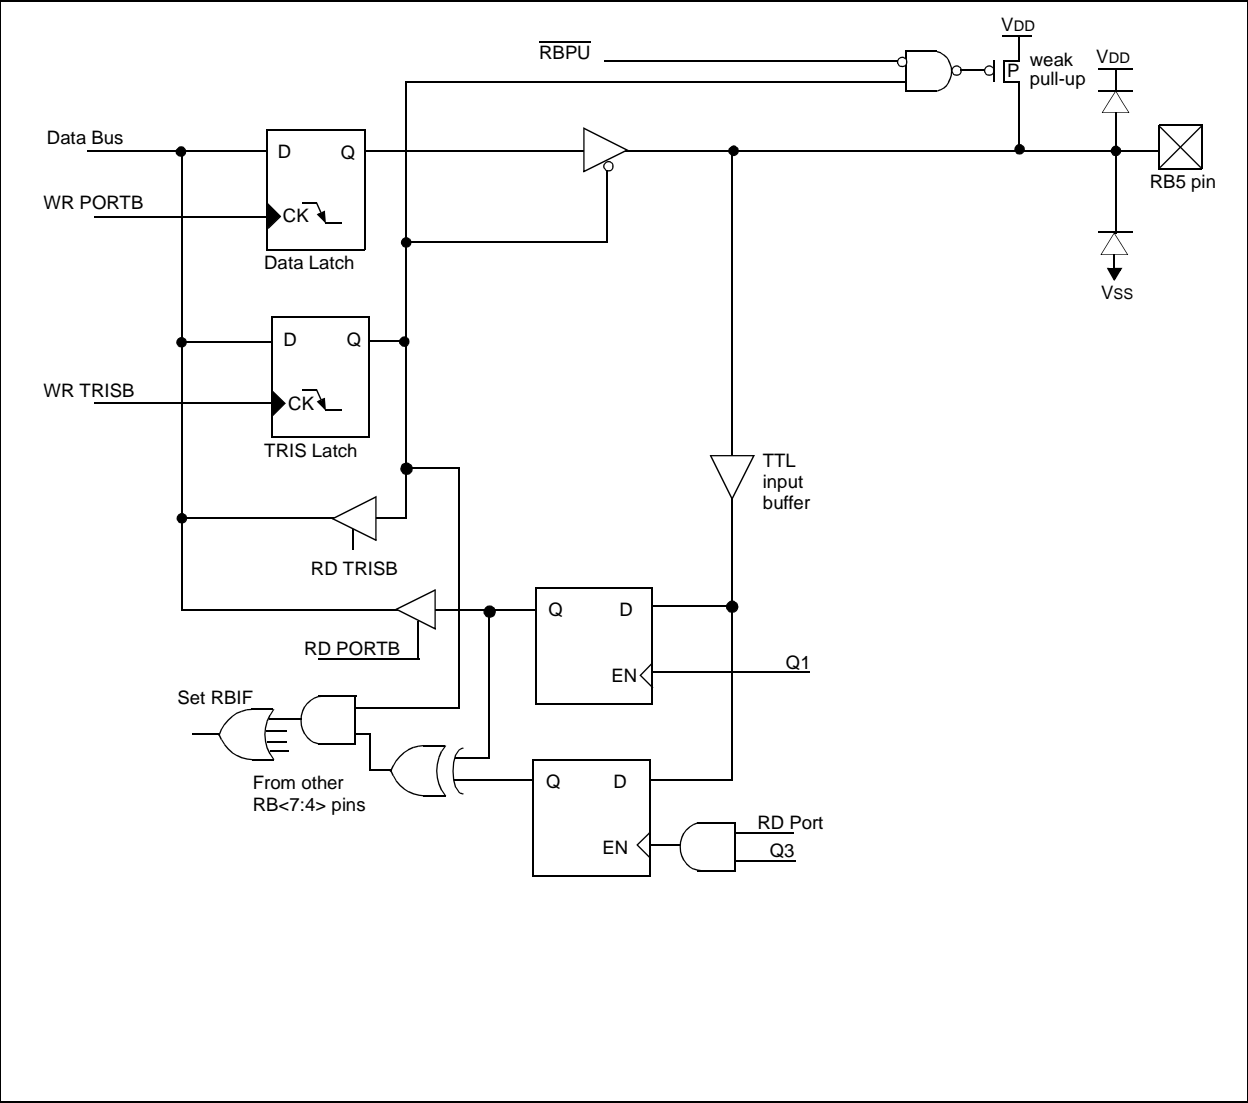 VDD
RBPU
weak
pull-up
P
VDD
Data Bus
D
Q
RB5 pin
WR PORTB
CK
Data Latch
VSS
D
Q
WR TRISB
CK
TRIS Latch
TTL
input
buffer
RD TRISB
Q
D
RD PORTB
EN
Q1
Set RBIF
From other
RB<7:4> pins
Q
D
RD Port
EN
Q3